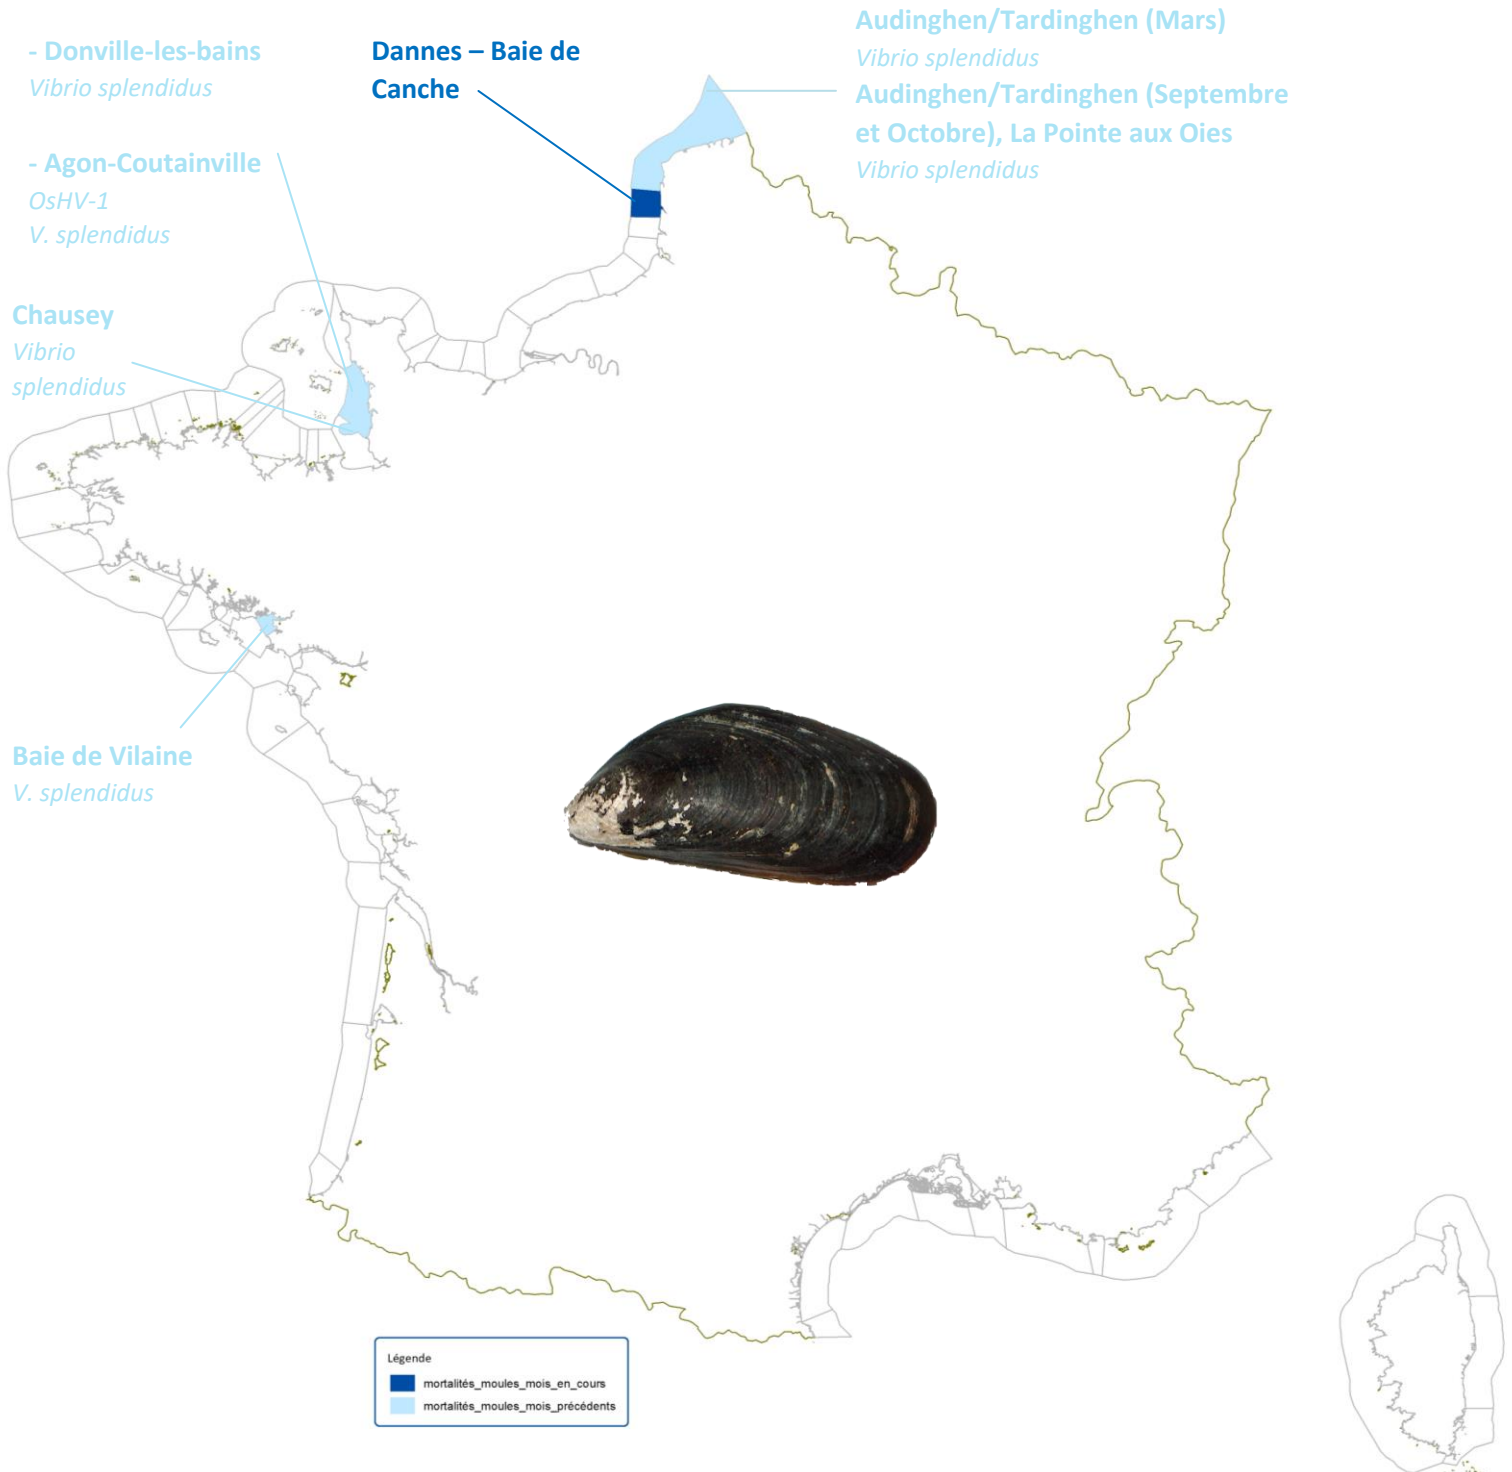 - Donville-les-bains
Vibrio splendidus
- Agon-Coutainville
OsHV-1
V. splendidus
Chausey
Vibrio
splendidus
Baie de Vilaine
V. splendidus
Dannes – Baie de
Canche
Audinghen/Tardinghen (Mars)
Vibrio splendidus
Audinghen/Tardinghen (Septembre
et Octobre), La Pointe aux Oies
Vibrio splendidus
Légende
mortalités_moules_mois_en_cours
mortalités_moules_mois_précédents